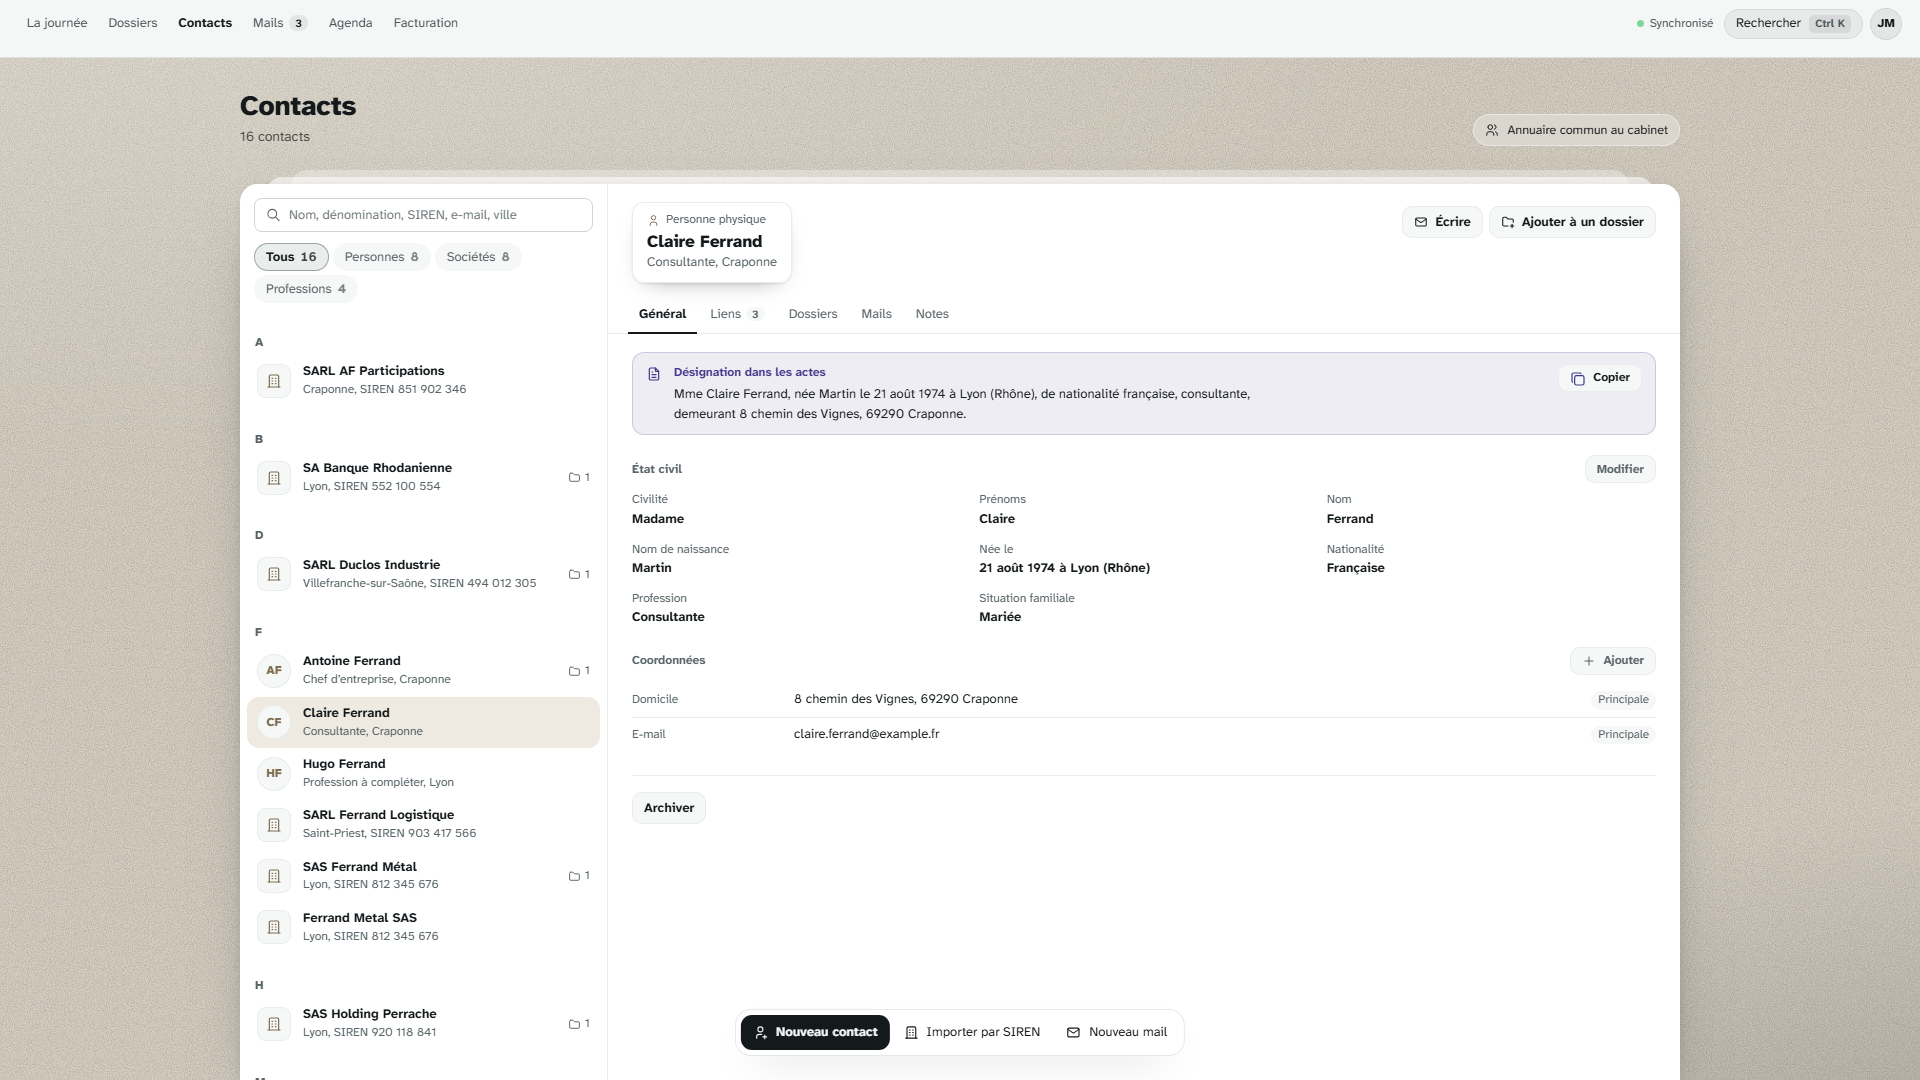 La journée
Dossiers
Contacts
Mails 3
Agenda
Facturation
Synchronisé
Rechercher Ctrl K
JM
Contacts
16 contacts
Annuaire commun au cabinet
Nom, dénomination, SIREN, e-mail, ville
Tous 16
Personnes 8
Sociétés 8
Professions 4
A
SARL AF Participations
Craponne, SIREN 851 902 346
B
SA Banque Rhodanienne
Lyon, SIREN 552 100 554
1
D
SARL Duclos Industrie
Villefranche-sur-Saône, SIREN 494 012 305
1
F
AF
Antoine Ferrand
Chef d'entreprise, Craponne
1
CF
Claire Ferrand
Consultante, Craponne
HF
Hugo Ferrand
Profession à compléter, Lyon
SARL Ferrand Logistique
Saint-Priest, SIREN 903 417 566
SAS Ferrand Métal
Lyon, SIREN 812 345 676
1
Ferrand Metal SAS
Lyon, SIREN 812 345 676
H
SAS Holding Perrache
Lyon, SIREN 920 118 841
1
Personne physique
Claire Ferrand
Consultante, Craponne
Écrire
Ajouter à un dossier
Général
Liens 3
Dossiers
Mails
Notes
Désignation dans les actes
Mme Claire Ferrand, née Martin le 21 août 1974 à Lyon (Rhône), de nationalité française, consultante,
demeurant 8 chemin des Vignes, 69290 Craponne.
Copier
État civil
Modifier
Civilité
Madame
Prénoms
Claire
Nom
Ferrand
Nom de naissance
Martin
Née le
21 août 1974 à Lyon (Rhône)
Nationalité
Française
Profession
Consultante
Situation familiale
Mariée
Coordonnées
Ajouter
Domicile
8 chemin des Vignes, 69290 Craponne
Principale
E-mail
claire.ferrand@example.fr
Principale
Archiver
Nouveau contact
Importer par SIREN
Nouveau mail